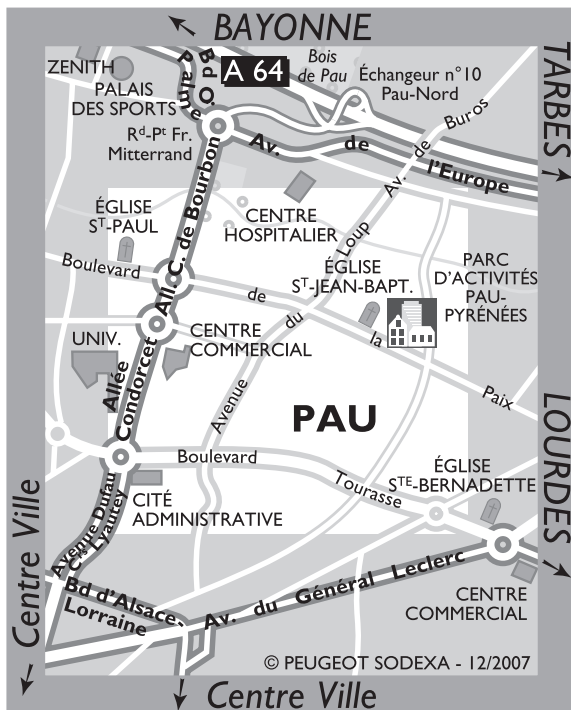 BAYONNE
ZENITH
PALAIS
DES SPORTS
Bd O.
Palme
A 64
Bois
de Pau
Échangeur n°10
Pau-Nord
TARBES
Rd-Pt Fr.
Mitterrand
Av. de l'Europe
Av. de Buros
ÉGLISE
ST-PAUL
All. C. de Bourbon
CENTRE
HOSPITALIER
Avenue du Loup
ÉGLISE
ST-JEAN-BAPT.
PARC
D'ACTIVITÉS
PAU-
PYRÉNÉES
Boulevard de la Paix
UNIV.
CENTRE
COMMERCIAL
Allée
Condorcet
PAU
LOURDES
Boulevard Tourasse
ÉGLISE
STE-BERNADETTE
CITÉ
ADMINISTRATIVE
Avenue Dufau
Crs Lyautey
Centre Ville
Bd d'Alsace
Lorraine
Av. du Général Leclerc
CENTRE
COMMERCIAL
© PEUGEOT SODEXA - 12/2007
Centre Ville